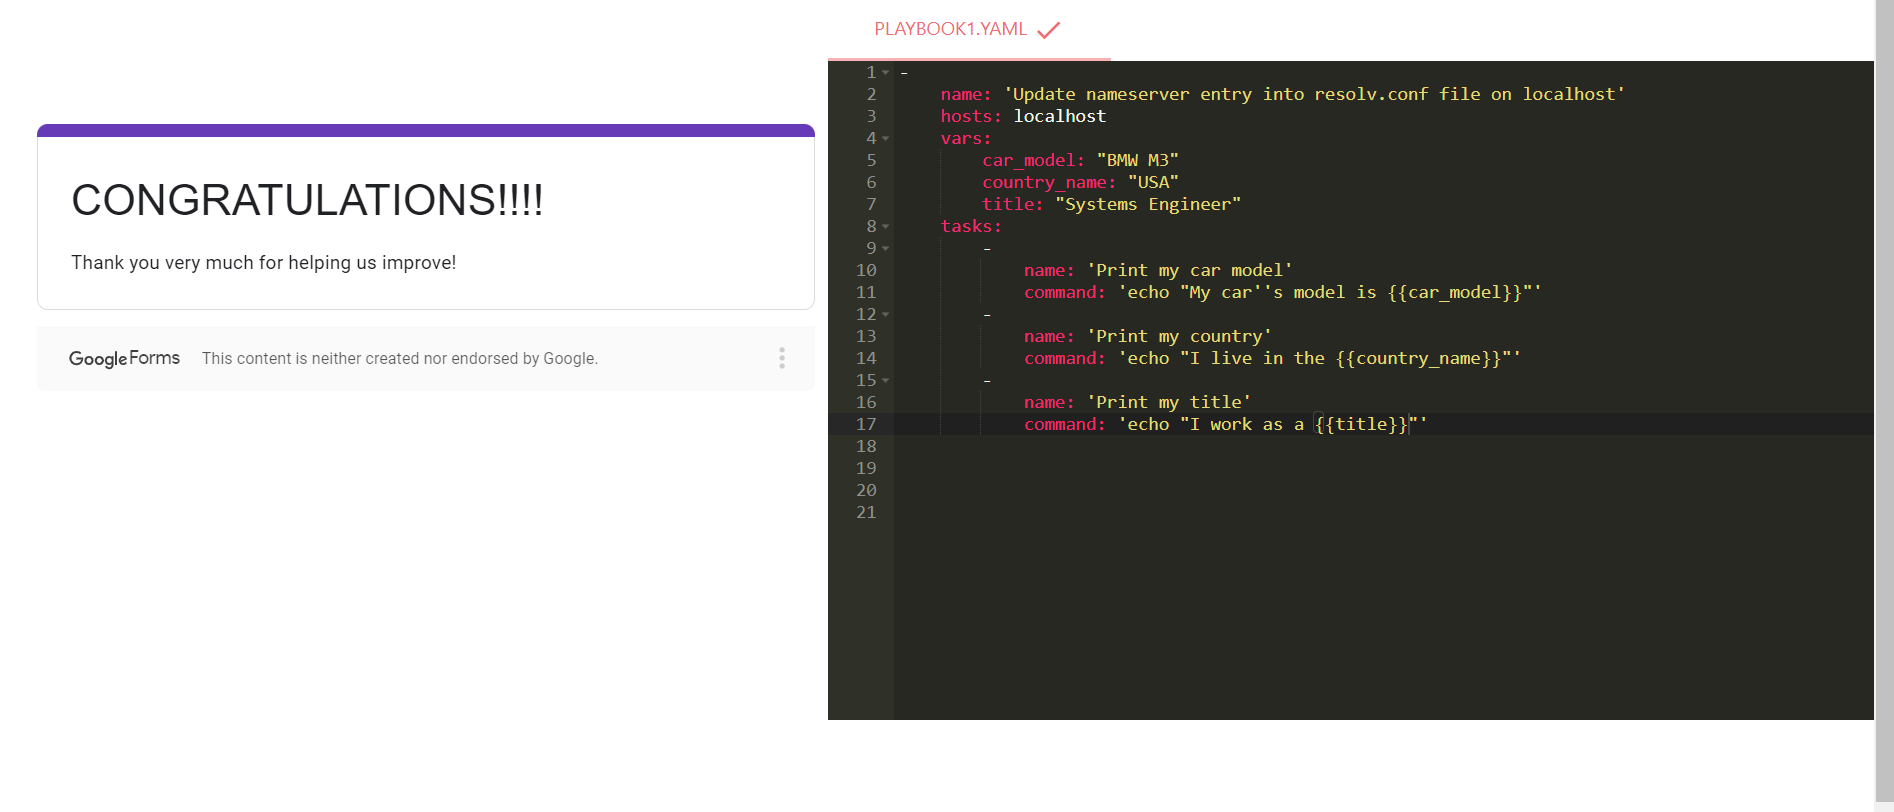 CONGRATULATIONS!!!!
Thank you very much for helping us improve!
Google Forms This content is neither created nor endorsed by Google.
PLAYBOOK1.YAML
1 -
2 name: 'Update nameserver entry into resolv.conf file on localhost'
3 hosts: localhost
4 vars:
5 car_model: "BMW M3"
6 country_name: "USA"
7 title: "Systems Engineer"
8 tasks:
9 -
10 name: 'Print my car model'
11 command: 'echo "My car''s model is {{car_model}}"'
12 -
13 name: 'Print my country'
14 command: 'echo "I live in the {{country_name}}"'
15 -
16 name: 'Print my title'
17 command: 'echo "I work as a {{title}}"'
18
19
20
21